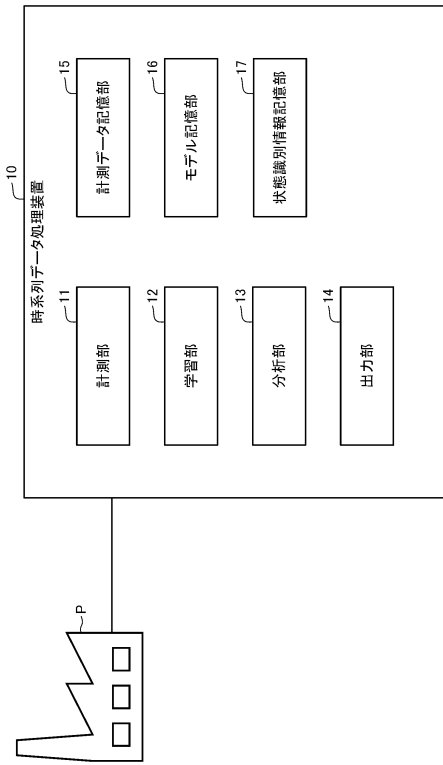 10
時系列データ処理装置
11
計測部
12
学習部
13
分析部
14
出力部
15
計測データ記憶部
16
モデル記憶部
17
状態識別情報記憶部
P